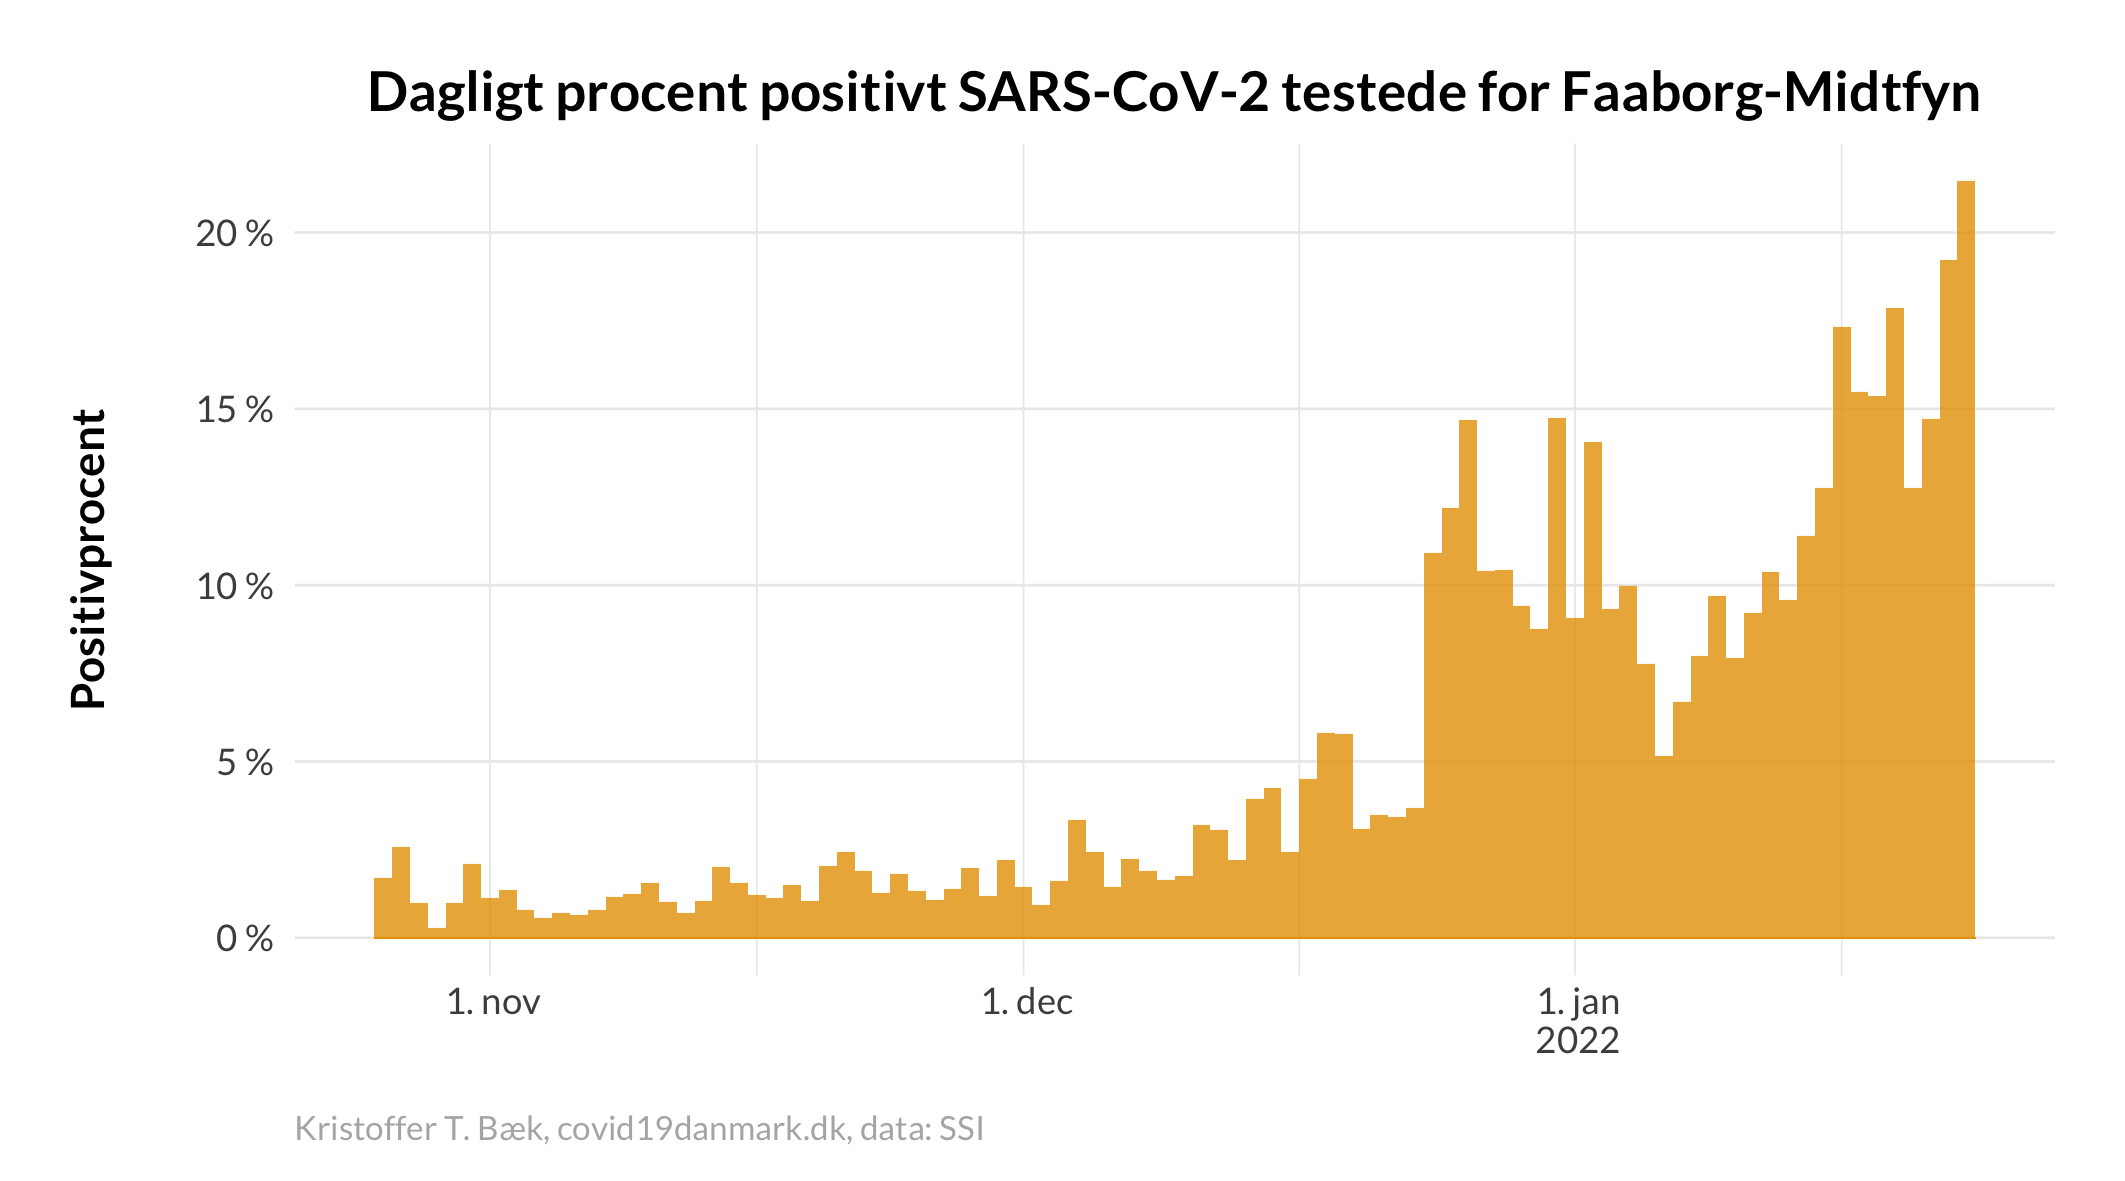 Dagligt procent positivt SARS-CoV-2 testede for Faaborg-Midtfyn
Positivprocent
20 %
15 %
10 %
5 %
0 %
1. nov
1. dec
1. jan
2022
Kristoffer T. Bæk, covid19danmark.dk, data: SSI